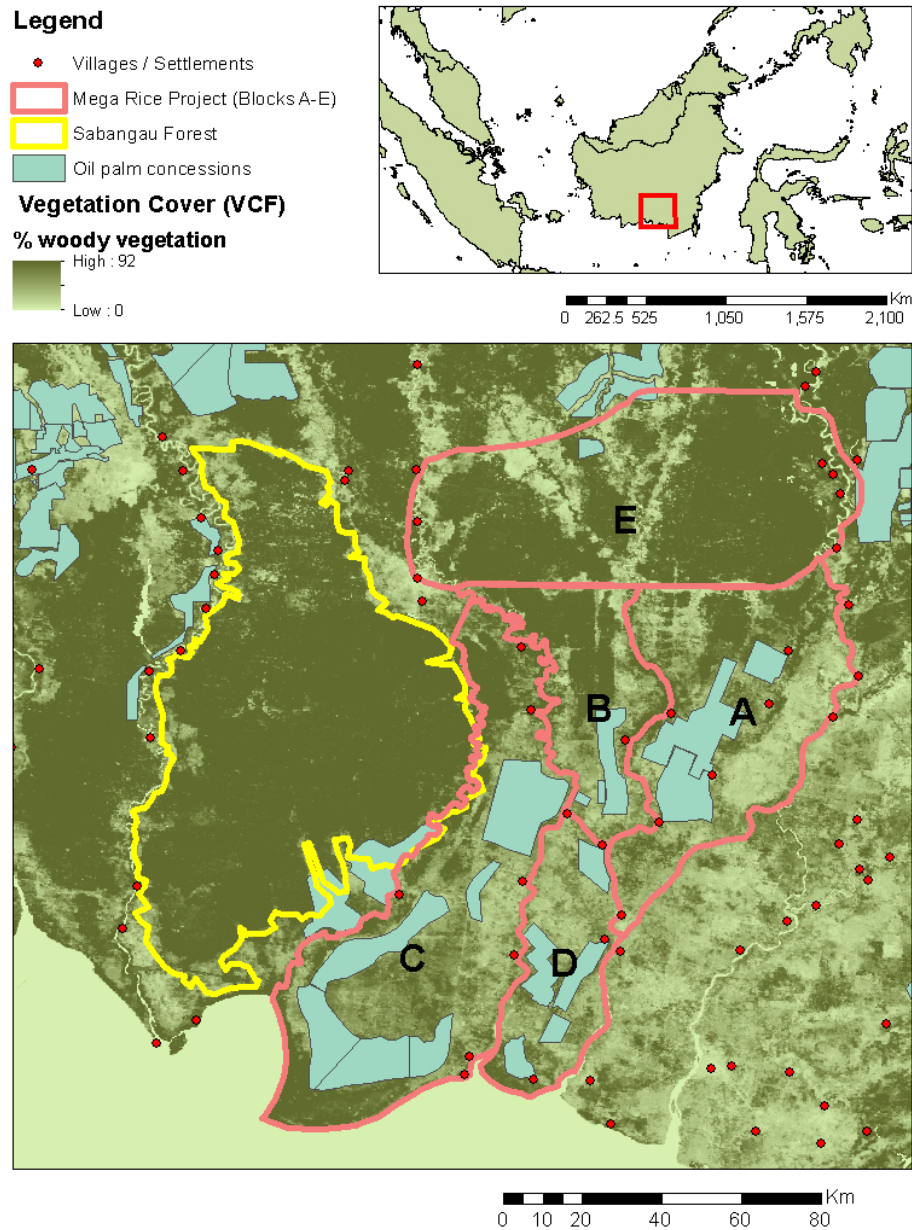 Legend
Villages / Settlements
Mega Rice Project (Blocks A-E)
Sabangau Forest
Oil palm concessions
Vegetation Cover (VCF)
% woody vegetation
High : 92
Low : 0
Km
0 262.5 525 1,050 1,575 2,100
E
B
A
C
D
Km
0 10 20 40 60 80